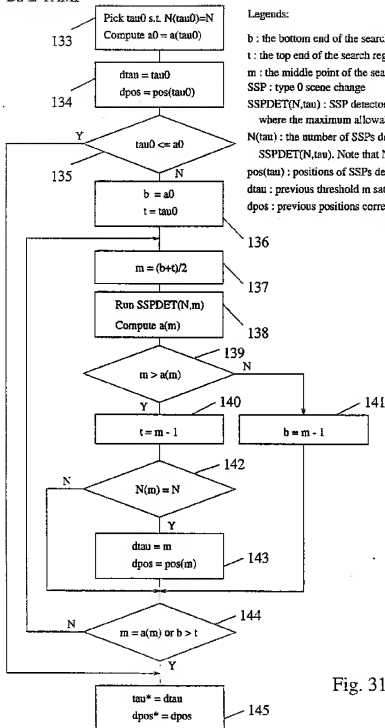 Pick tau0 s.t. N(tau0)=N
Compute a0 = a(tau0)
133
dtau = tau0
dpos = pos(tau0)
134
Y
tau0 <= a0
135
N
b = a0
t = tau0
136
m = (b+t)/2
137
Run SSPDET(N,m)
Compute a(m)
138
139
m > a(m)
N
Y
140
141
t = m - 1
b = m - 1
142
N
N(m) = N
Y
dtau = m
dpos = pos(m)
143
N
144
m = a(m) or b > t
Y
tau* = dtau
dpos* = dpos
145
Legends:
b : the bottom end of the search
t : the top end of the search reg
m : the middle point of the sea
SSP : type 0 scene change
SSPDET(N,tau) : SSP detector
where the maximum allowa
N(tau) : the number of SSPs de
SSPDET(N,tau). Note that N
pos(tau) : positions of SSPs de
dtau : previous threshold m sat
dpos : previous positions corre
Fig. 31